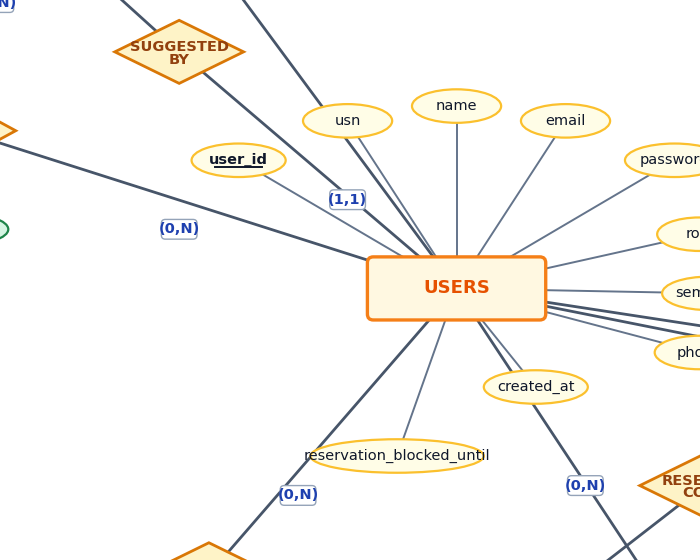 N)
SUGGESTED
BY
name
usn
email
user_id
passwor
(1,1)
(0,N)
ro
USERS
sem
pho
created_at
reservation_blocked_until
(0,N)
(0,N)
RESE
CO